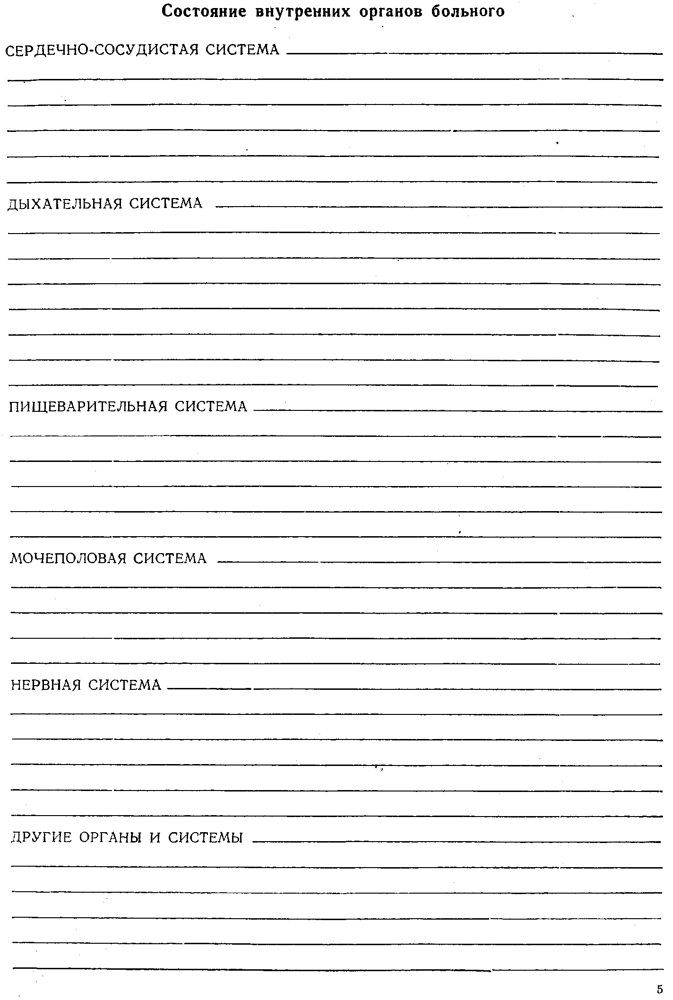 Состояние внутренних органов больного
СЕРДЕЧНО-СОСУДИСТАЯ СИСТЕМА
ДЫХАТЕЛЬНАЯ СИСТЕМА
ПИЩЕВАРИТЕЛЬНАЯ СИСТЕМА
МОЧЕПОЛОВАЯ СИСТЕМА
НЕРВНАЯ СИСТЕМА
ДРУГИЕ ОРГАНЫ И СИСТЕМЫ
5